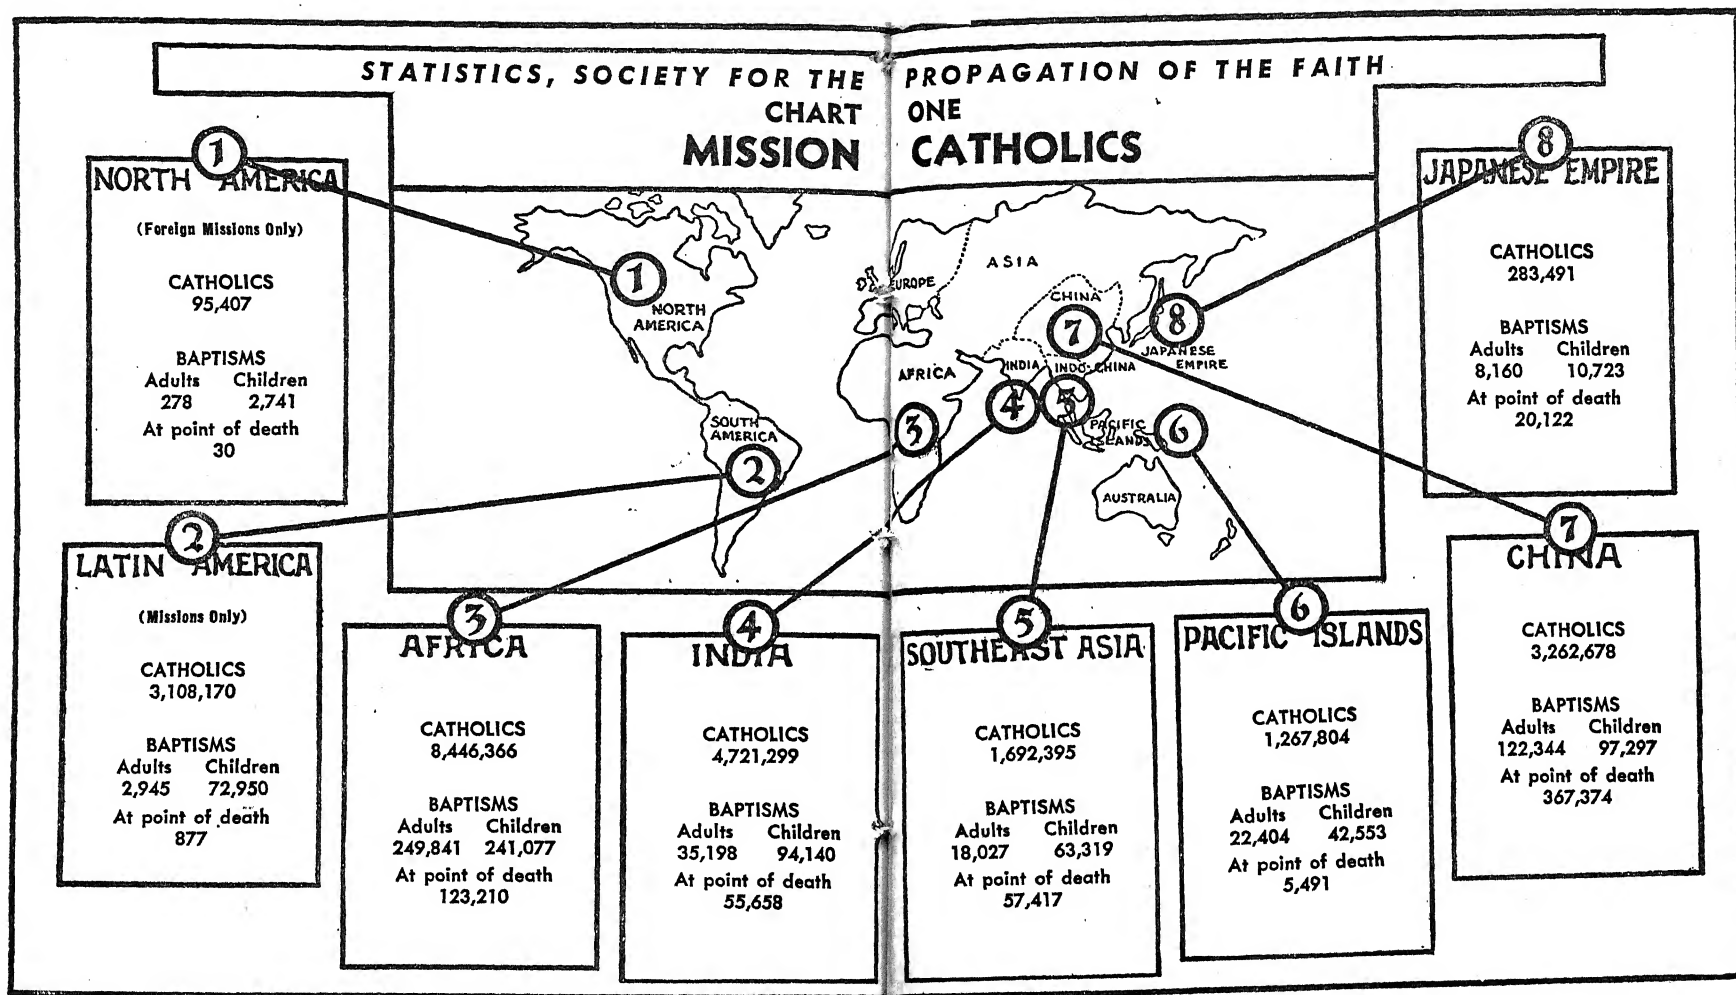 STATISTICS, SOCIETY FOR THE PROPAGATION OF THE FAITH
CHART ONE
MISSION CATHOLICS
1
NORTH AMERICA
(Foreign Missions Only)
CATHOLICS
95,407
BAPTISMS
Adults Children
278 2,741
At point of death
30
2
LATIN AMERICA
(Missions Only)
CATHOLICS
3,108,170
BAPTISMS
Adults Children
2,945 72,950
At point of death
877
3
AFRICA
CATHOLICS
8,446,366
BAPTISMS
Adults Children
249,841 241,077
At point of death
123,210
4
INDIA
CATHOLICS
4,721,299
BAPTISMS
Adults Children
35,198 94,140
At point of death
55,658
5
SOUTHEAST ASIA
CATHOLICS
1,692,395
BAPTISMS
Adults Children
18,027 63,319
At point of death
57,417
6
PACIFIC ISLANDS
CATHOLICS
1,267,804
BAPTISMS
Adults Children
22,404 42,553
At point of death
5,491
7
CHINA
CATHOLICS
3,262,678
BAPTISMS
Adults Children
122,344 97,297
At point of death
367,374
8
JAPANESE EMPIRE
CATHOLICS
283,491
BAPTISMS
Adults Children
8,160 10,723
At point of death
20,122
1
NORTH
AMERICA
SOUTH
AMERICA
2
EUROPE
ASIA
CHINA
7
8
JAPANESE
EMPIRE
AFRICA
3
INDIA
4
INDO-CHINA
5
PACIFIC
ISLANDS
6
AUSTRALIA